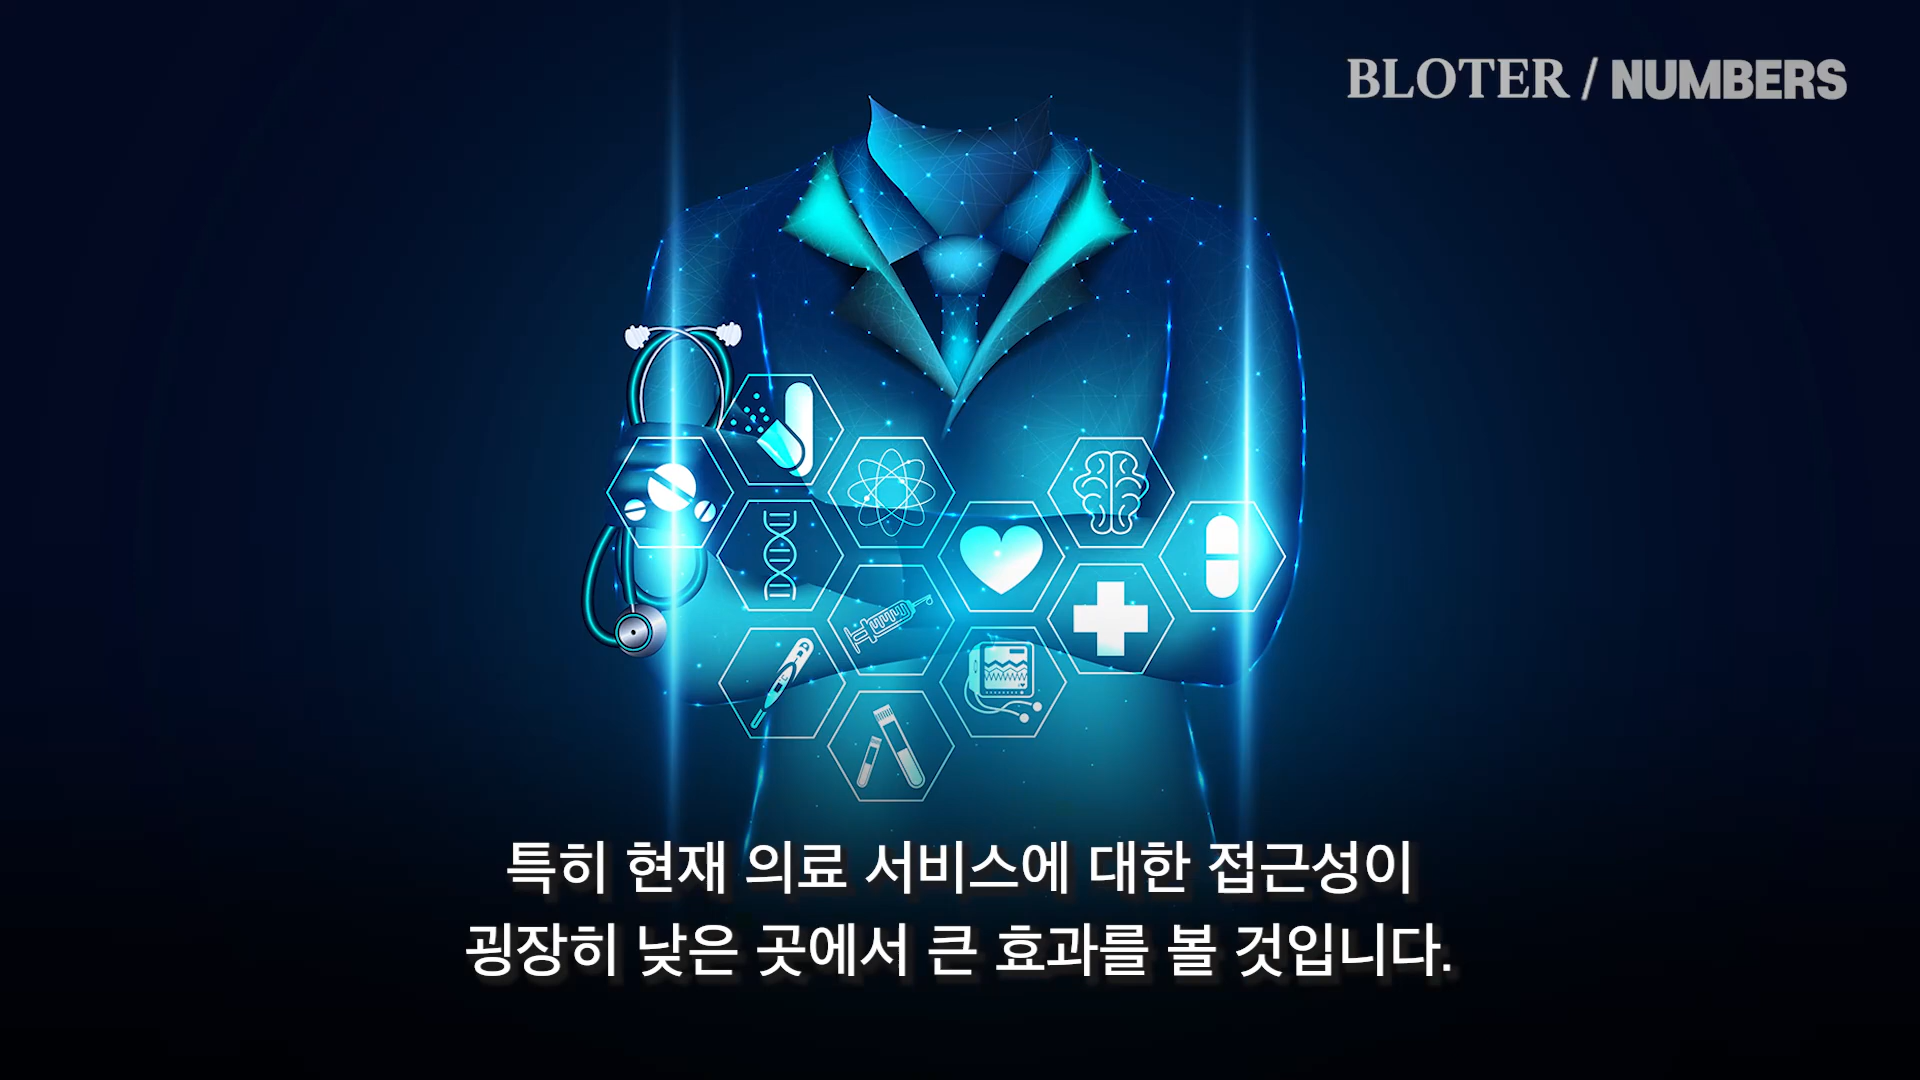 BLOTER / NUMBERS
특히 현재 의료 서비스에 대한 접근성이
굉장히 낮은 곳에서 큰 효과를 볼 것입니다.